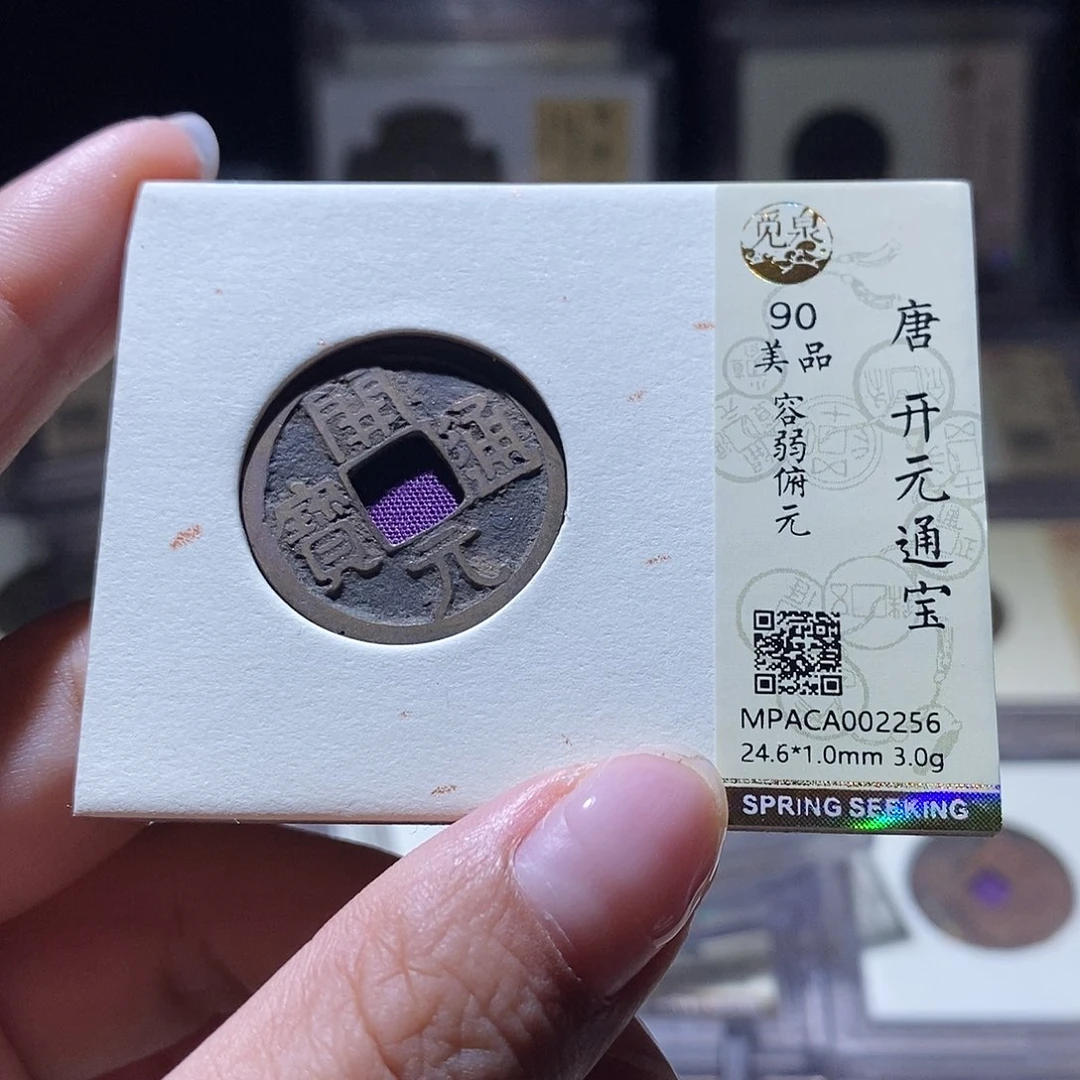 開通元寳
觅泉
90
美品
容弱俯元
唐 开元通宝
MPACA002256
24.6*1.0mm 3.0g
SPRING SEEKING